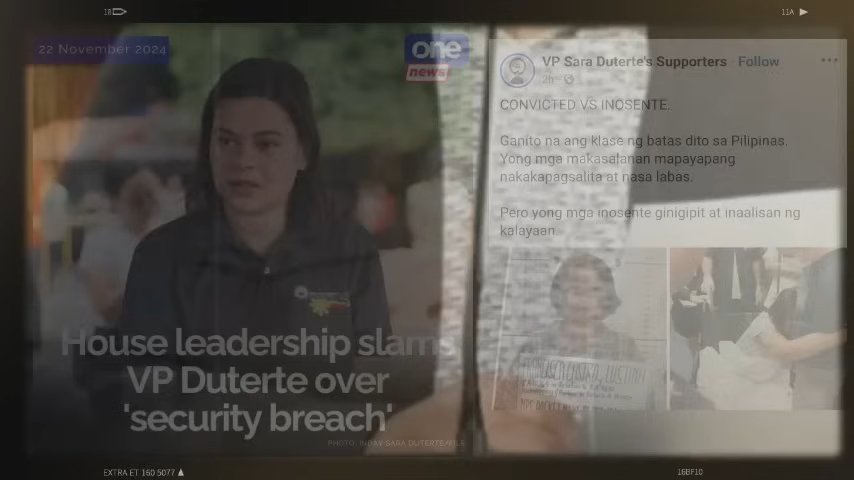 18
11A
22 November 2024
one
news
House leadership slams
VP Duterte over
'security breach'
PHOTO: INDAY SARA DUTERTE/FILE
VP Sara Duterte's Supporters · Follow
2h
CONVICTED VS INOSENTE.
Ganito na ang klase ng batas dito sa Pilipinas.
Yong mga makasalanan mapayapang
nakakapagsalita at nasa labas.
Pero yong mga inosente ginigipit at inaalisan ng
kalayaan
EXTRA ET 160 5077
16BF10